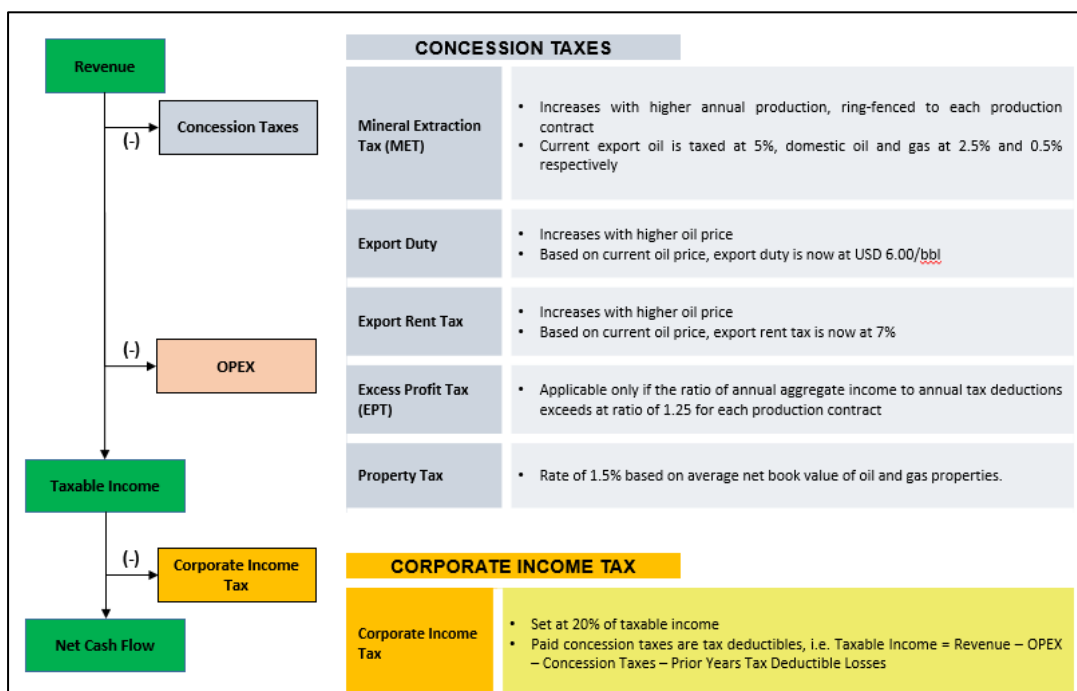 Revenue
(-)
Concession Taxes
(-)
OPEX
Taxable Income
(-)
Corporate Income
Tax
Net Cash Flow
CONCESSION TAXES
Mineral Extraction
Tax (MET)
• Increases with higher annual production, ring-fenced to each production
contract
• Current export oil is taxed at 5%, domestic oil and gas at 2.5% and 0.5%
respectively
Export Duty
• Increases with higher oil price
• Based on current oil price, export duty is now at USD 6.00/bbl
Export Rent Tax
• Increases with higher oil price
• Based on current oil price, export rent tax is now at 7%
Excess Profit Tax
(EPT)
• Applicable only if the ratio of annual aggregate income to annual tax deductions
exceeds at ratio of 1.25 for each production contract
Property Tax
• Rate of 1.5% based on average net book value of oil and gas properties.
CORPORATE INCOME TAX
Corporate Income
Tax
• Set at 20% of taxable income
• Paid concession taxes are tax deductibles, i.e. Taxable Income = Revenue – OPEX
– Concession Taxes – Prior Years Tax Deductible Losses